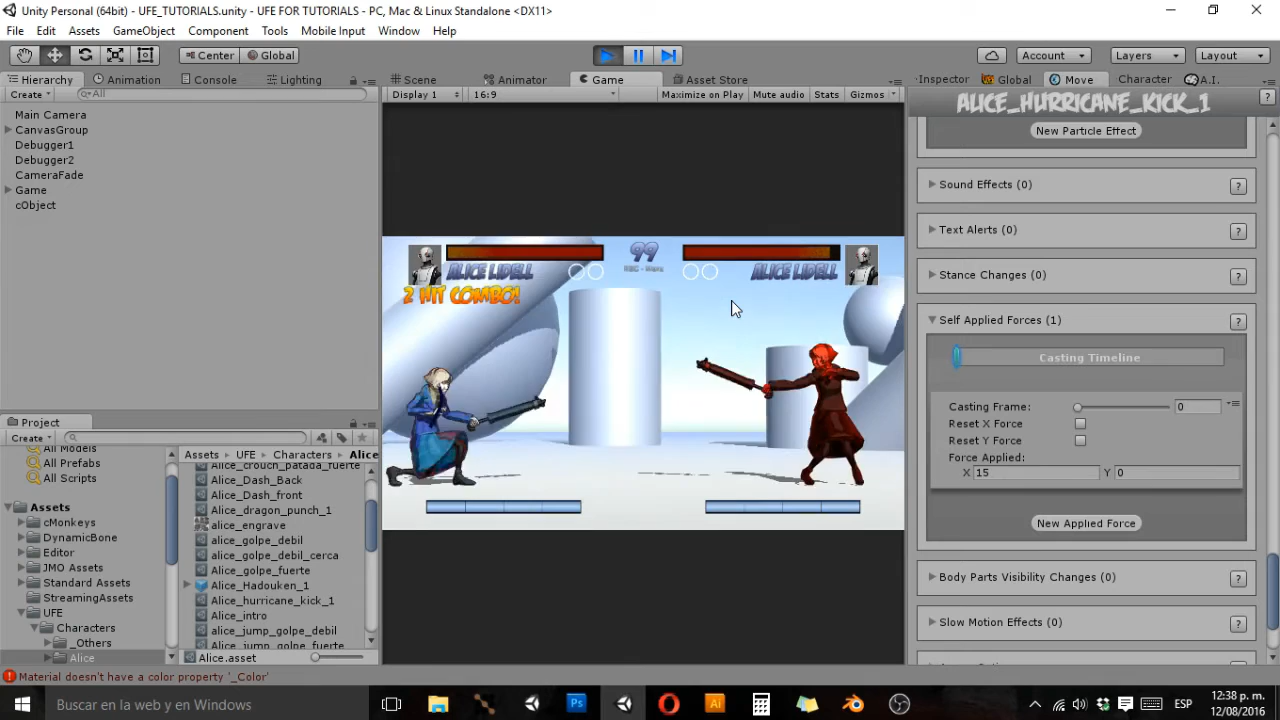 Unity Personal (64bit) - UFE_TUTORIALS.unity - UFE FOR TUTORIALS - PC, Mac & Linux Standalone <DX11>
File Edit Assets GameObject Component Tools Mobile Input Window Help
Center Global Account Layers Layout
Hierarchy Animation Console Lighting
Scene Animator Game Asset Store
Inspector Global Move Character A.I.
Create All
Display 1 16:9 Maximize on Play Mute audio Stats Gizmos
ALICE_HURRICANE_KICK_1 ?
Main Camera
CanvasGroup
Debugger1
Debugger2
CameraFade
Game
cObject
99
ALICE LIDELL
ALICE LIDELL
2 HIT COMBO!
New Particle Effect
Sound Effects (0) ?
Text Alerts (0) ?
Stance Changes (0) ?
Self Applied Forces (1) ?
Casting Timeline
Casting Frame: 0
Reset X Force
Reset Y Force
Force Applied:
X 15 Y 0
New Applied Force
Body Parts Visibility Changes (0) ?
Slow Motion Effects (0) ?
Project
Create
All Models
All Prefabs
All Scripts
Assets
cMonkeys
DynamicBone
Editor
JMO Assets
Standard Assets
StreamingAssets
UFE
Characters
_Others
Alice
Assets UFE Characters Alice
Alice_crouch_patada_fuerte
Alice_Dash_Back
Alice_Dash_front
Alice_dragon_punch_1
alice_engrave
alice_golpe_debil
alice_golpe_debil_cerca
Alice_golpe_fuerte
Alice_Hadouken_1
Alice_hurricane_kick_1
Alice_intro
alice_jump_golpe_debil
Alice_jump_golpe_fuerte
Alice.asset
Material doesn't have a color property '_Color'
Buscar en la web y en Windows
Ps
Ai
ESP
12:38 p. m.
12/08/2016